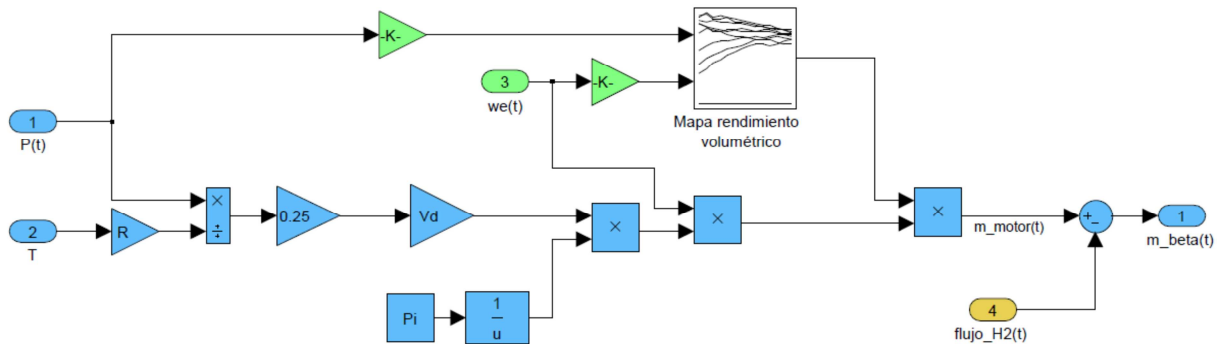 -K-
3
we(t)
-K-
Mapa rendimiento
volumétrico
1
P(t)
2
T
R
×
÷
0.25
Vd
×
×
×
m_motor(t)
+
−
1
m_beta(t)
Pi
1
u
4
flujo_H2(t)